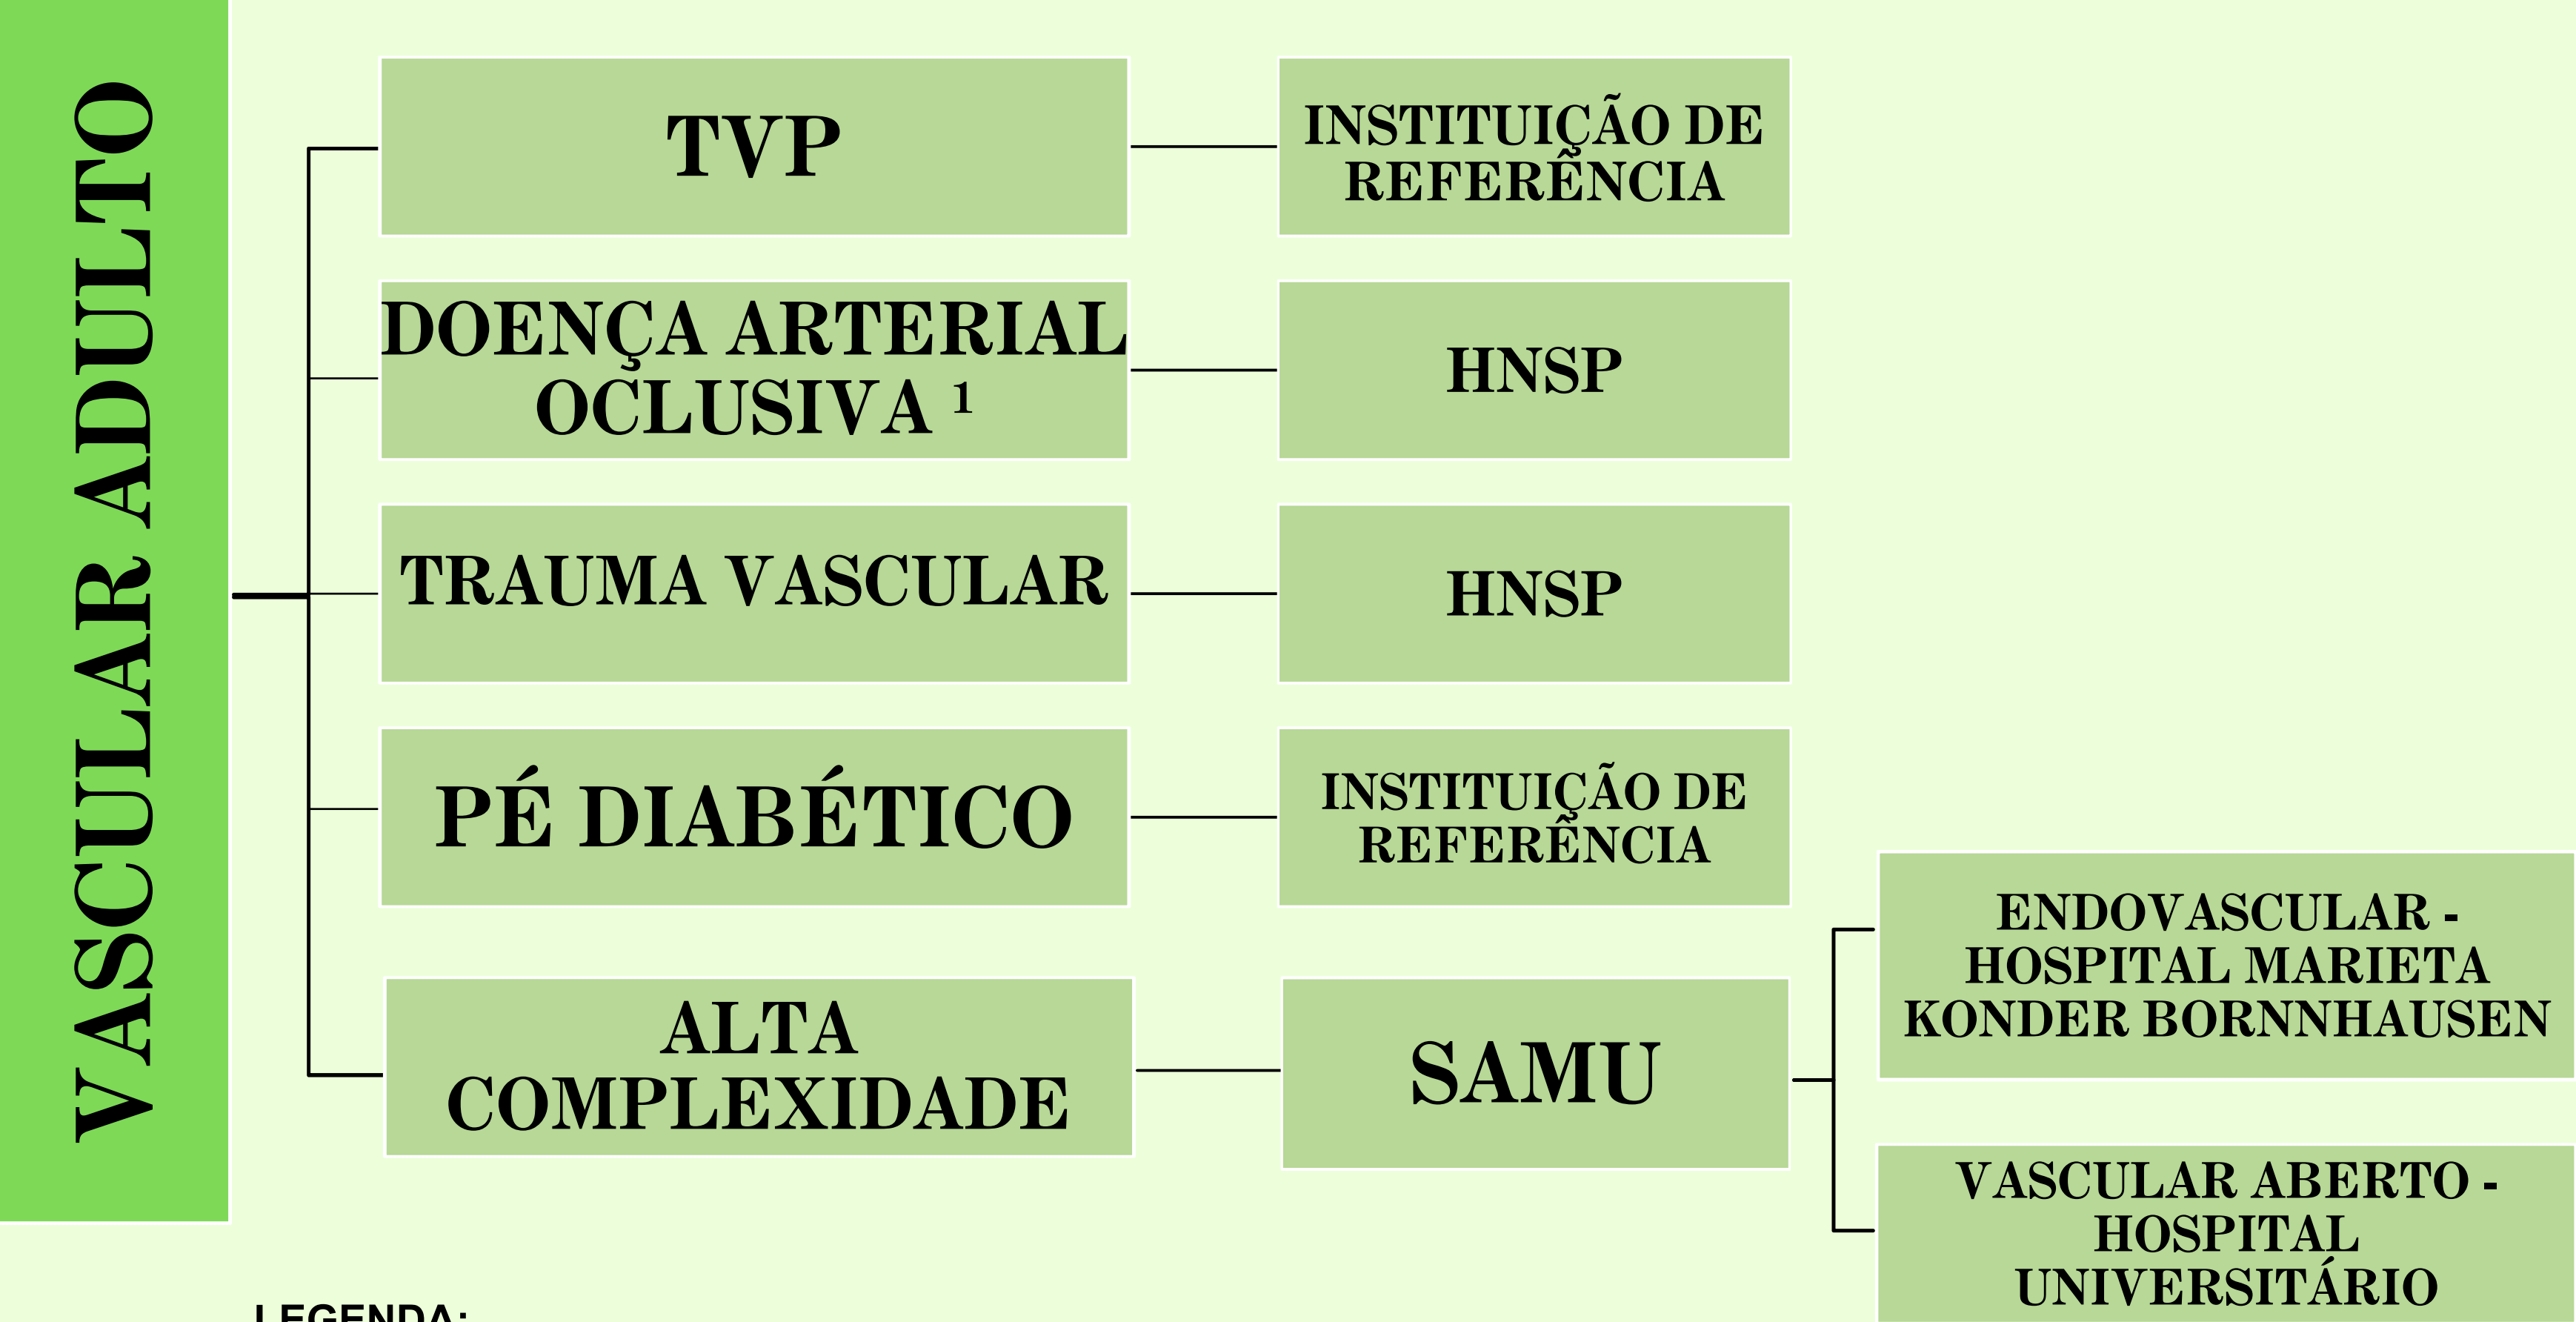 VASCULAR ADULTO
TVP
INSTITUIÇÃO DE
REFERÊNCIA
DOENÇA ARTERIAL
OCLUSIVA ¹
HNSP
TRAUMA VASCULAR
HNSP
PÉ DIABÉTICO
INSTITUIÇÃO DE
REFERÊNCIA
ALTA
COMPLEXIDADE
SAMU
ENDOVASCULAR -
HOSPITAL MARIETA
KONDER BORNNHAUSEN
VASCULAR ABERTO -
HOSPITAL
UNIVERSITÁRIO
LEGENDA: